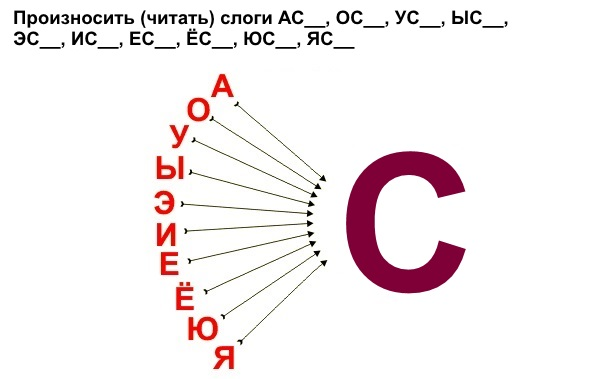 Произносить (читать) слоги АС__, ОС__, УС__, ЫС__,
ЭС__, ИС__, ЕС__, ЁС__, ЮС__, ЯС__
А
О
У
Ы
Э
И
Е
Ё
Ю
Я
С